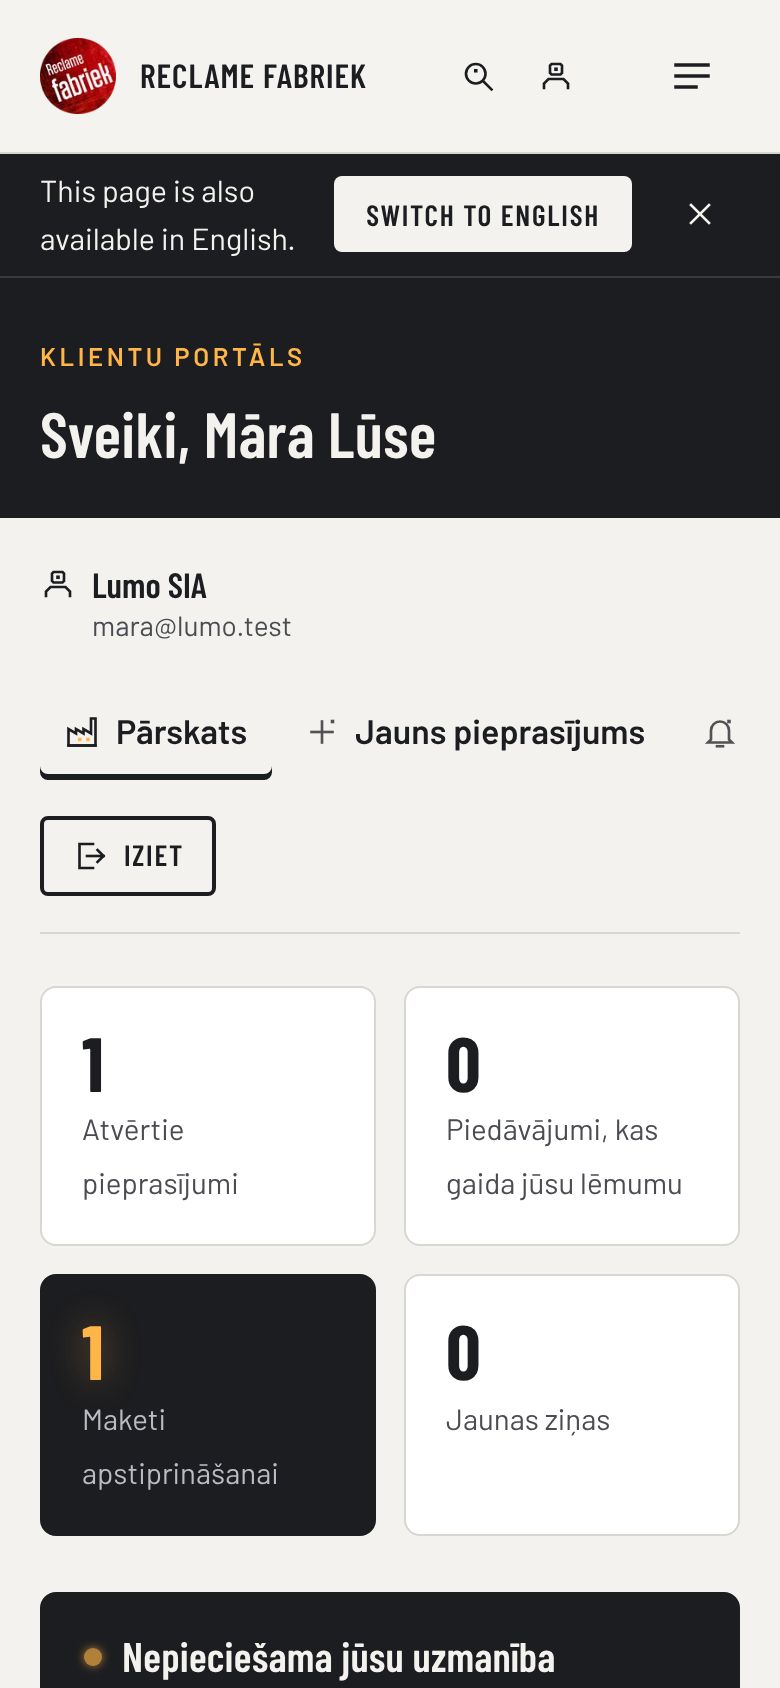 Reclame
fabriek
RECLAME FABRIEK
This page is also
available in English.
SWITCH TO ENGLISH
KLIENTU PORTĀLS
Sveiki, Māra Lūse
Lumo SIA
mara@lumo.test
Pārskats
Jauns pieprasījums
IZIET
1
Atvērtie
pieprasījumi
0
Piedāvājumi, kas
gaida jūsu lēmumu
1
Maketi
apstiprināšanai
0
Jaunas ziņas
Nepieciešama jūsu uzmanība